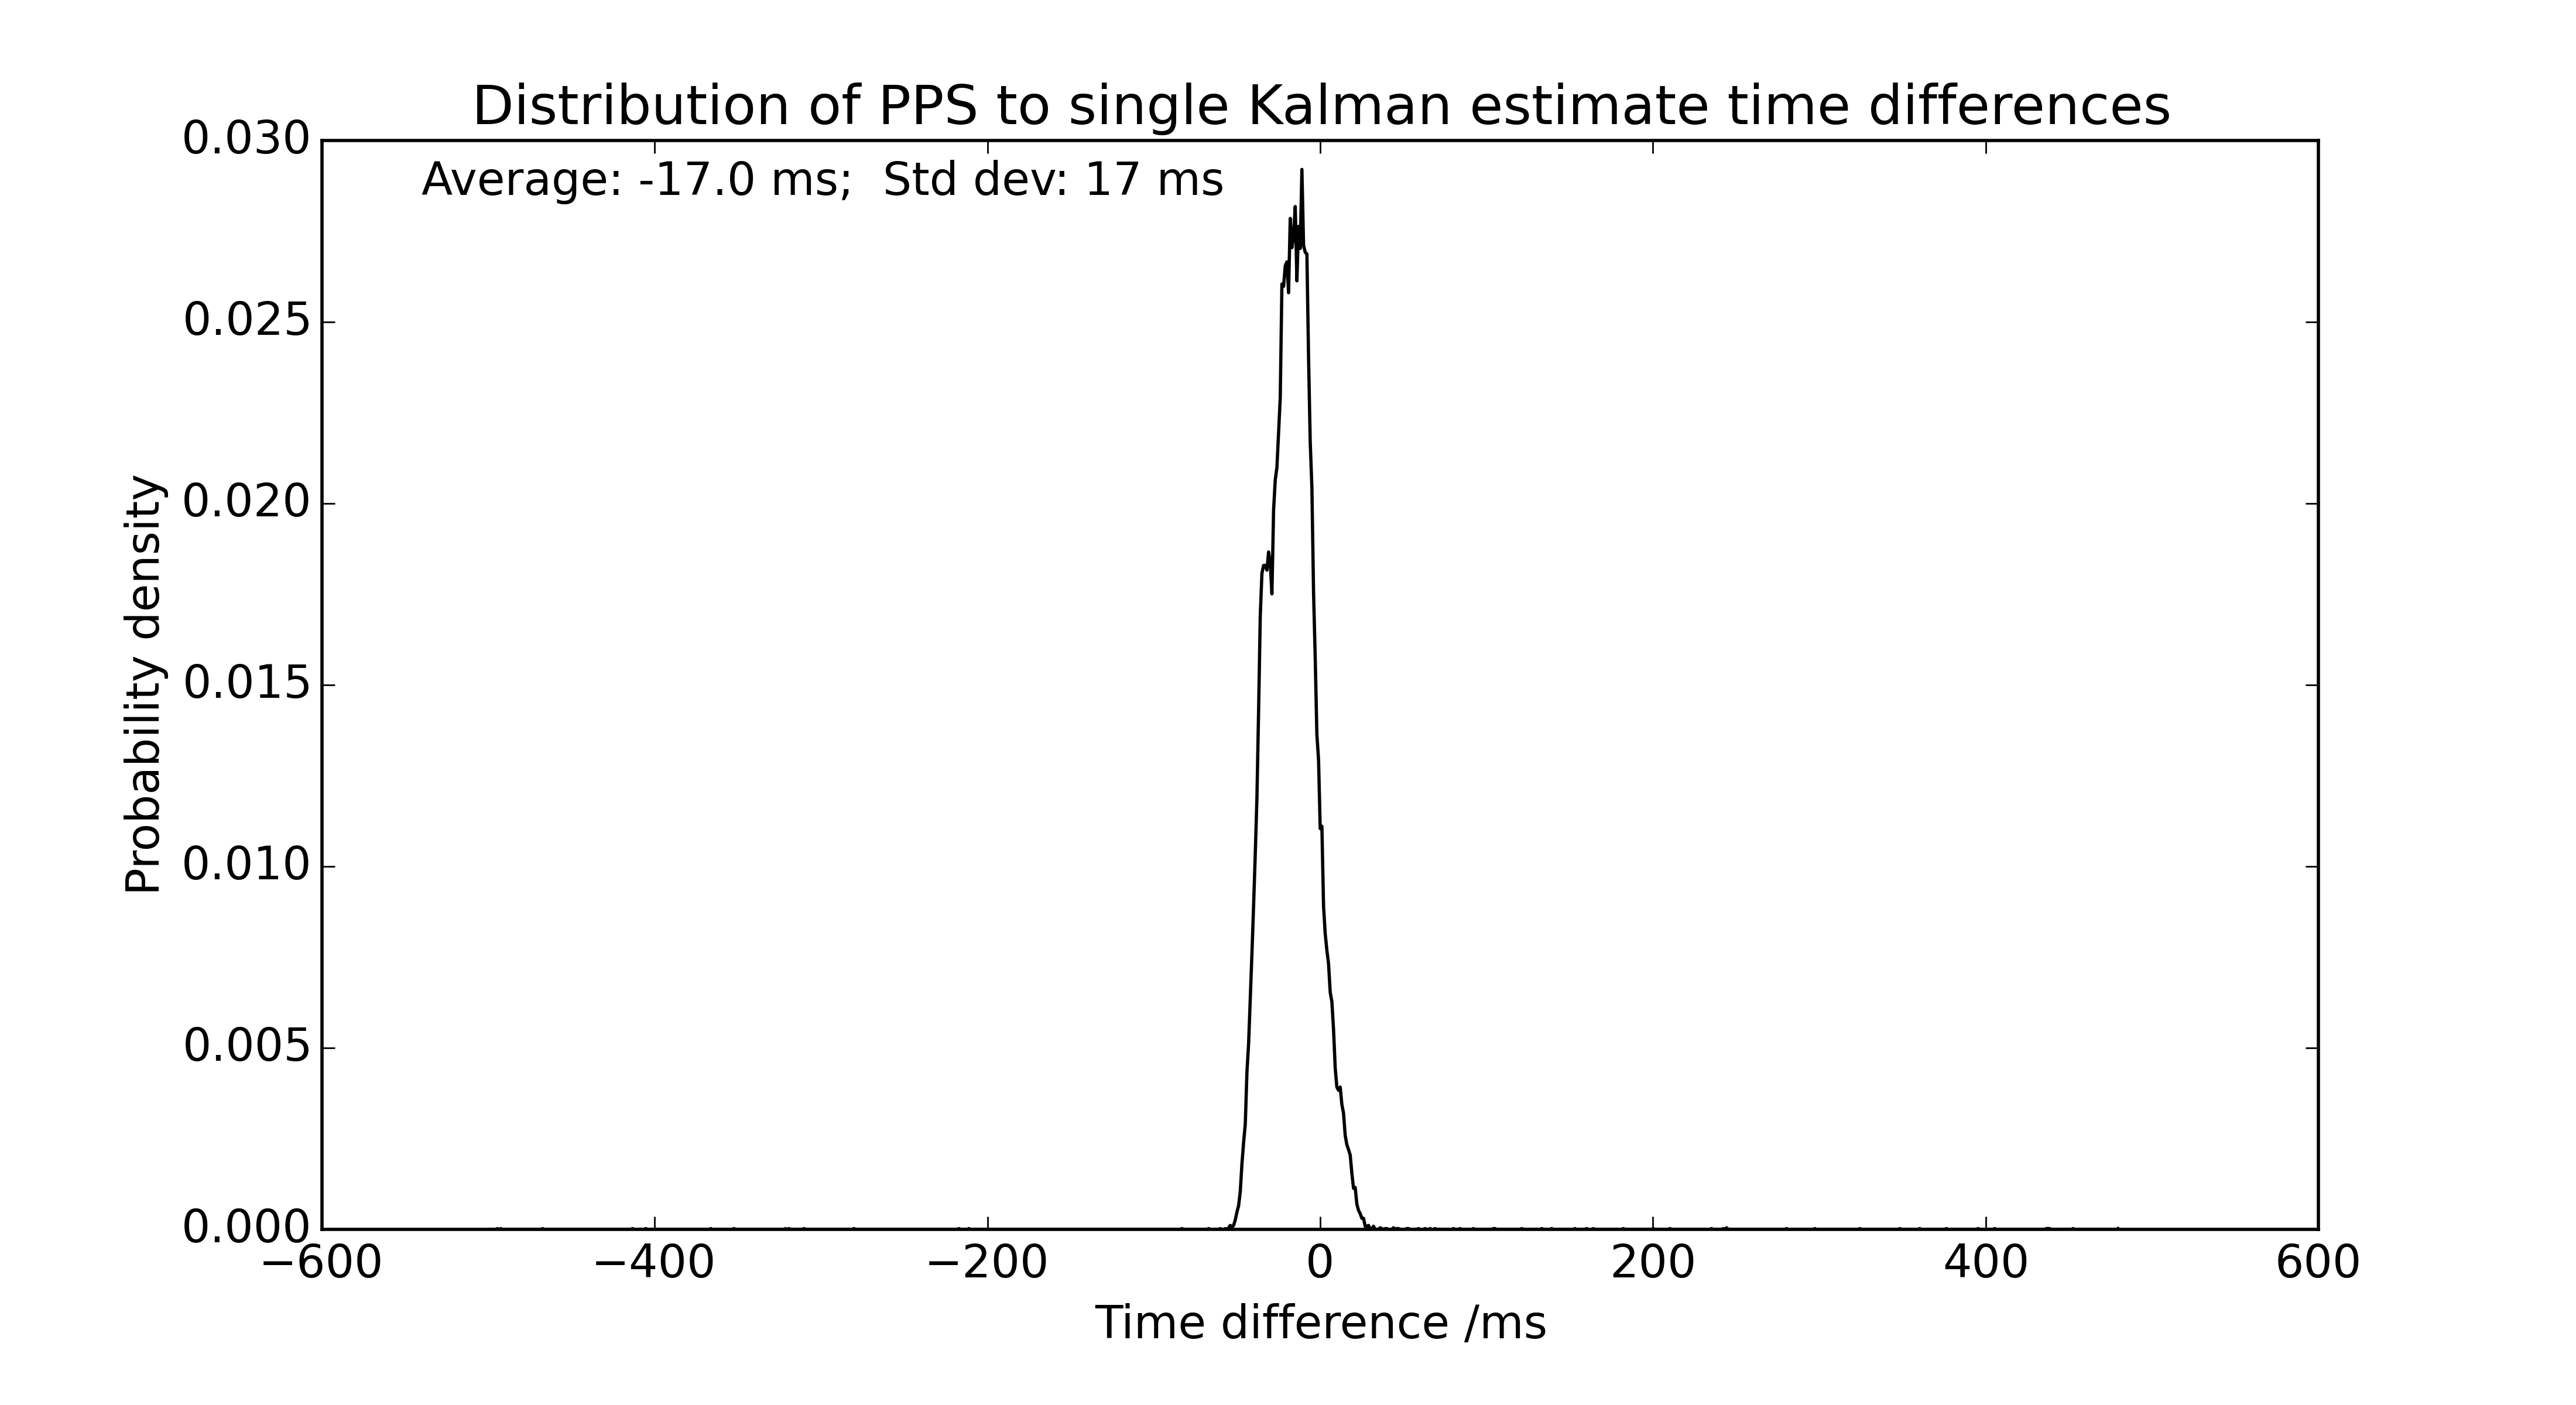 Distribution of PPS to single Kalman estimate time differences
Average: -17.0 ms;  Std dev: 17 ms
0.030
0.025
0.020
0.015
0.010
0.005
0.000
Probability density
−600 −400 −200 0 200 400 600
Time difference /ms